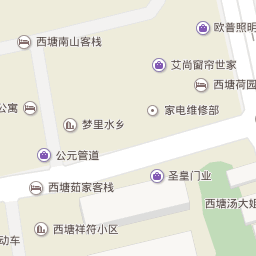 欧普照明
西塘南山客栈
艾尚窗帘世家
西塘荷园
公寓
家电维修部
梦里水乡
公元管道
圣皇门业
西塘茹家客栈
西塘汤大姐
西塘祥符小区
动车